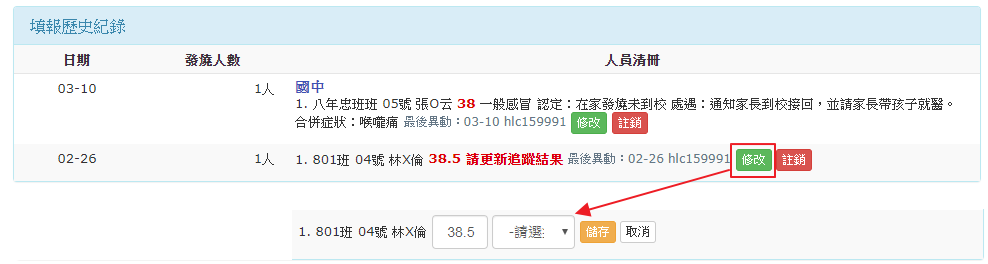 填報歷史紀錄
日期 發燒人數 人員清冊
03-10 1人 國中
1. 八年忠班班 05號 張O云 38 一般感冒 認定：在家發燒未到校 處遇：通知家長到校接回，並請家長帶孩子就醫。
合併症狀：喉嚨痛 最後異動：03-10 hlc159991 修改 註銷
02-26 1人 1. 801班 04號 林X倫 38.5 請更新追蹤結果 最後異動：02-26 hlc159991 修改 註銷
1. 801班 04號 林X倫 38.5 -請選 儲存 取消